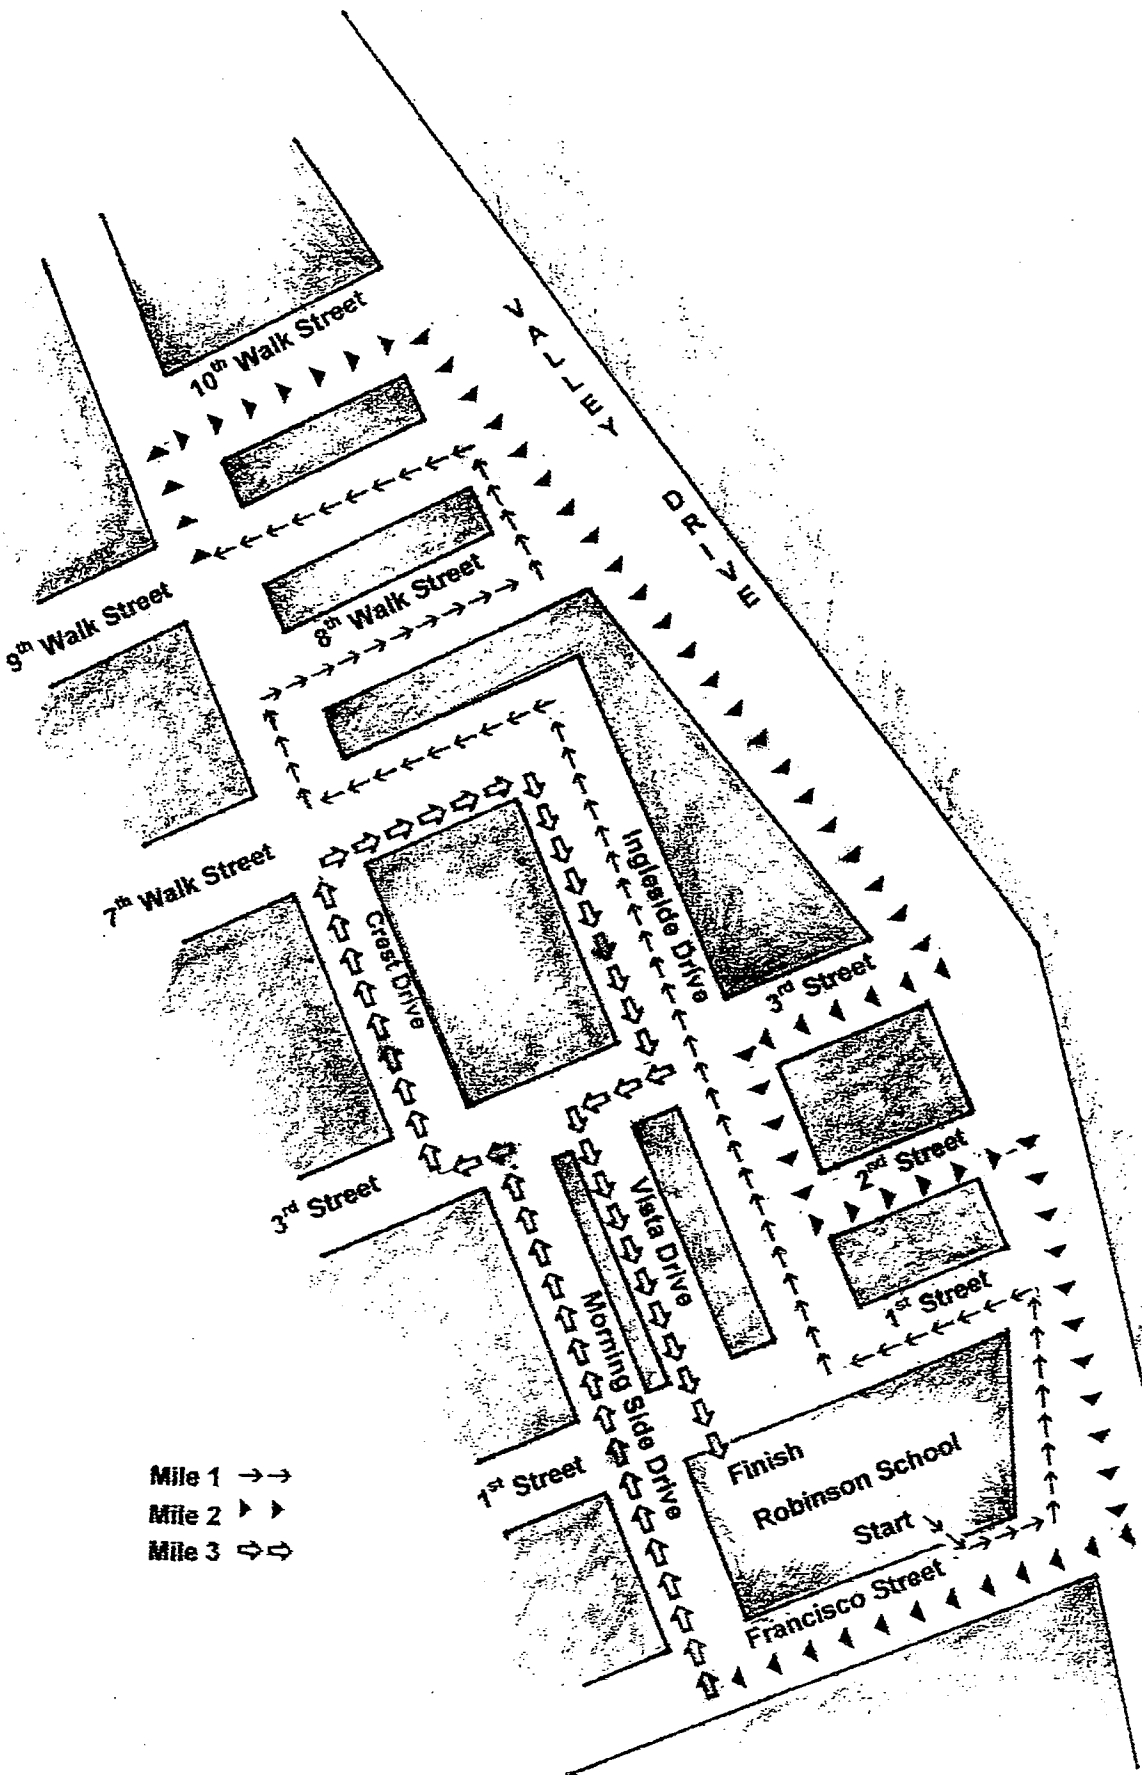 10th Walk Street
VALLEY DRIVE
9th Walk Street
8th Walk Street
7th Walk Street
Ingleside Drive
Crest Drive
3rd Street
2nd Street
3rd Street
Vista Drive
1st Street
Morning Side Drive
Mile 1
Mile 2
Mile 3
1st Street
Finish
Robinson School
Start
Francisco Street